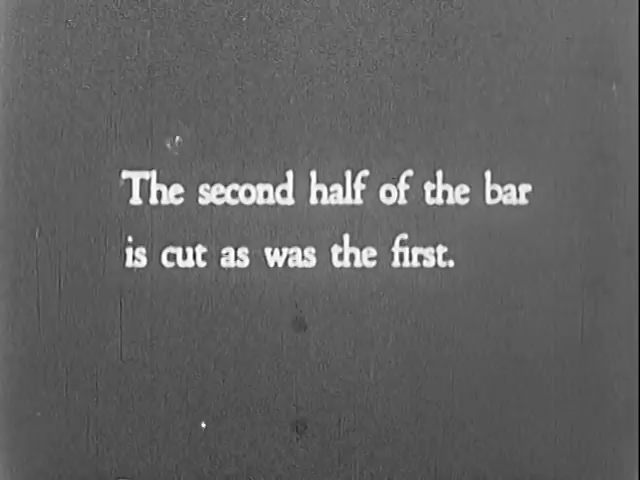 The second half of the bar
is cut as was the first.